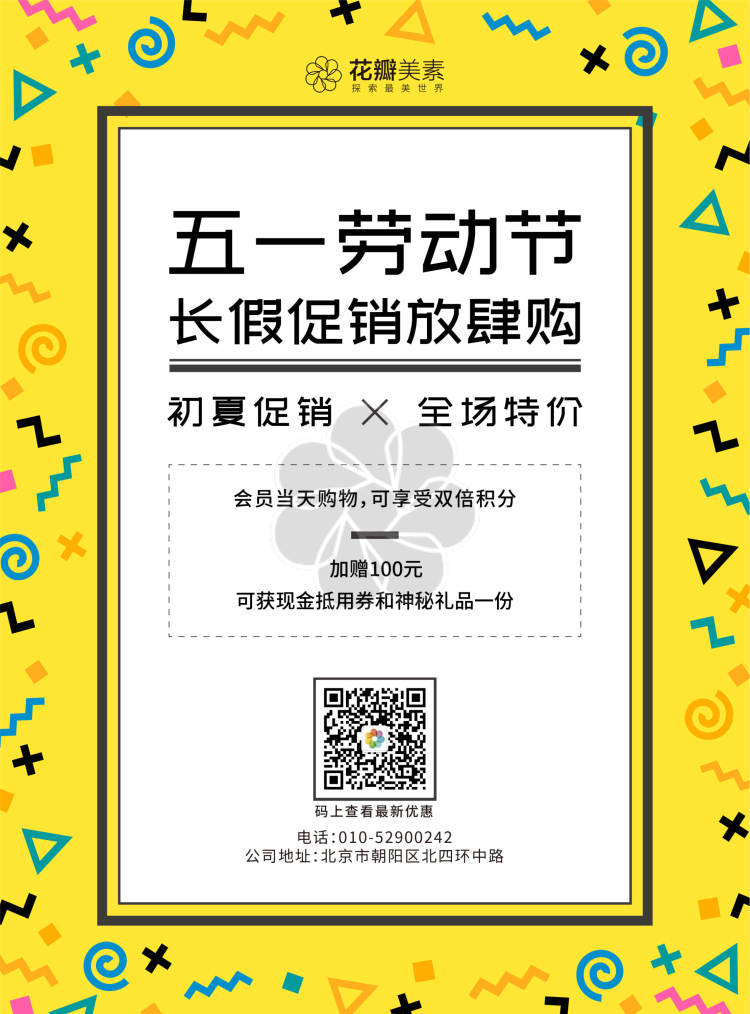 花瓣美素
探索最美世界
五一劳动节
长假促销放肆购
初夏促销 × 全场特价
会员当天购物,可享受双倍积分
加赠100元
可获现金抵用券和神秘礼品一份
码上查看最新优惠
电话:010-52900242
公司地址:北京市朝阳区北四环中路